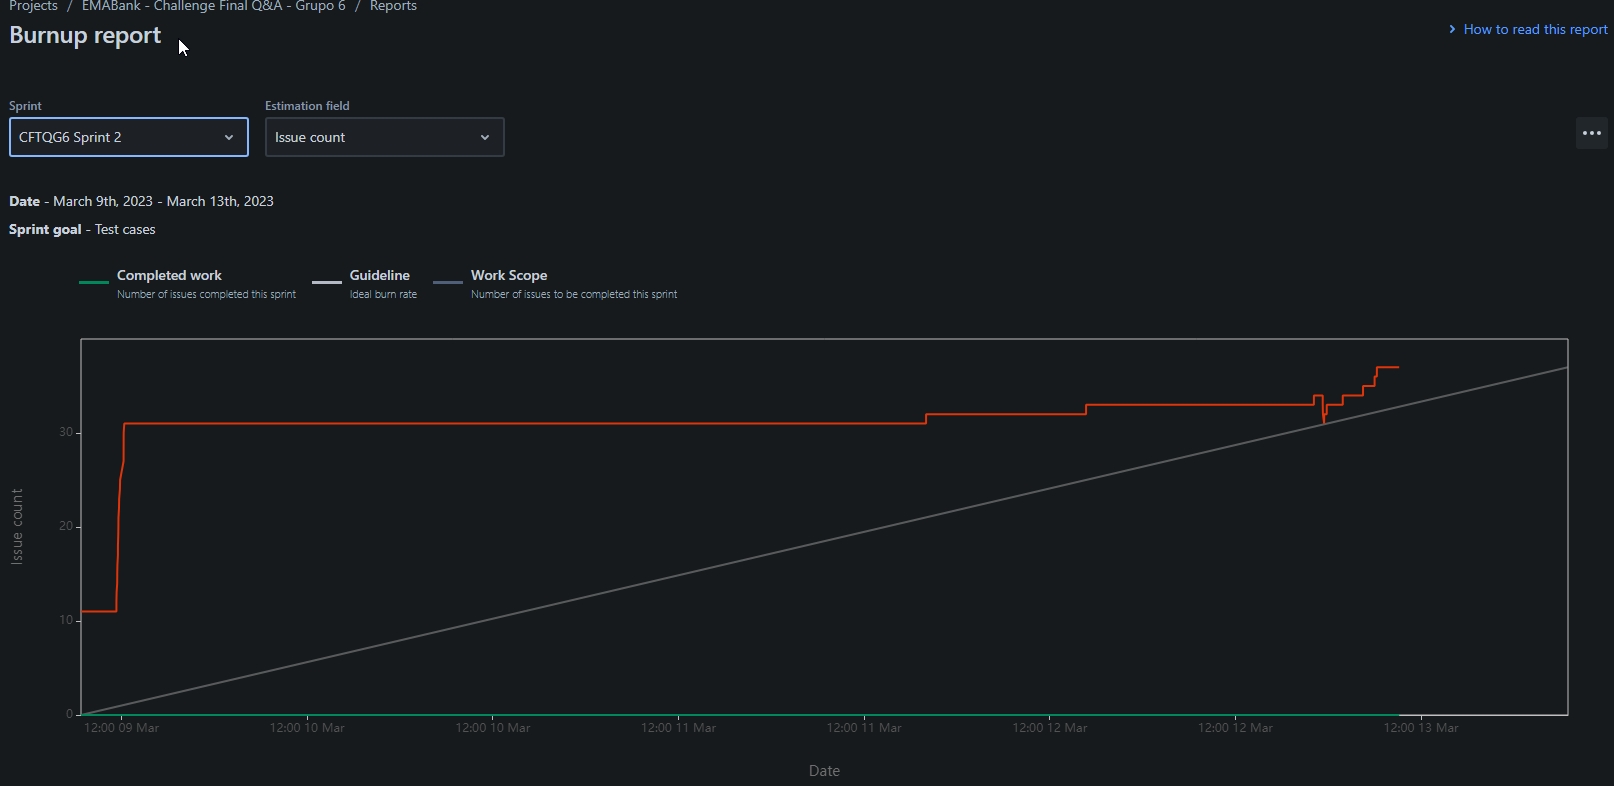 Projects / EMABank - Challenge Final Q&A - Grupo 6 / Reports
Burnup report
How to read this report
Sprint
Estimation field
CFTQG6 Sprint 2
Issue count
Date - March 9th, 2023 - March 13th, 2023
Sprint goal - Test cases
Completed work
Number of issues completed this sprint
Guideline
Ideal burn rate
Work Scope
Number of issues to be completed this sprint
Issue count
30
20
10
0
12:00 09 Mar
12:00 10 Mar
12:00 10 Mar
12:00 11 Mar
12:00 11 Mar
12:00 12 Mar
12:00 12 Mar
12:00 13 Mar
Date